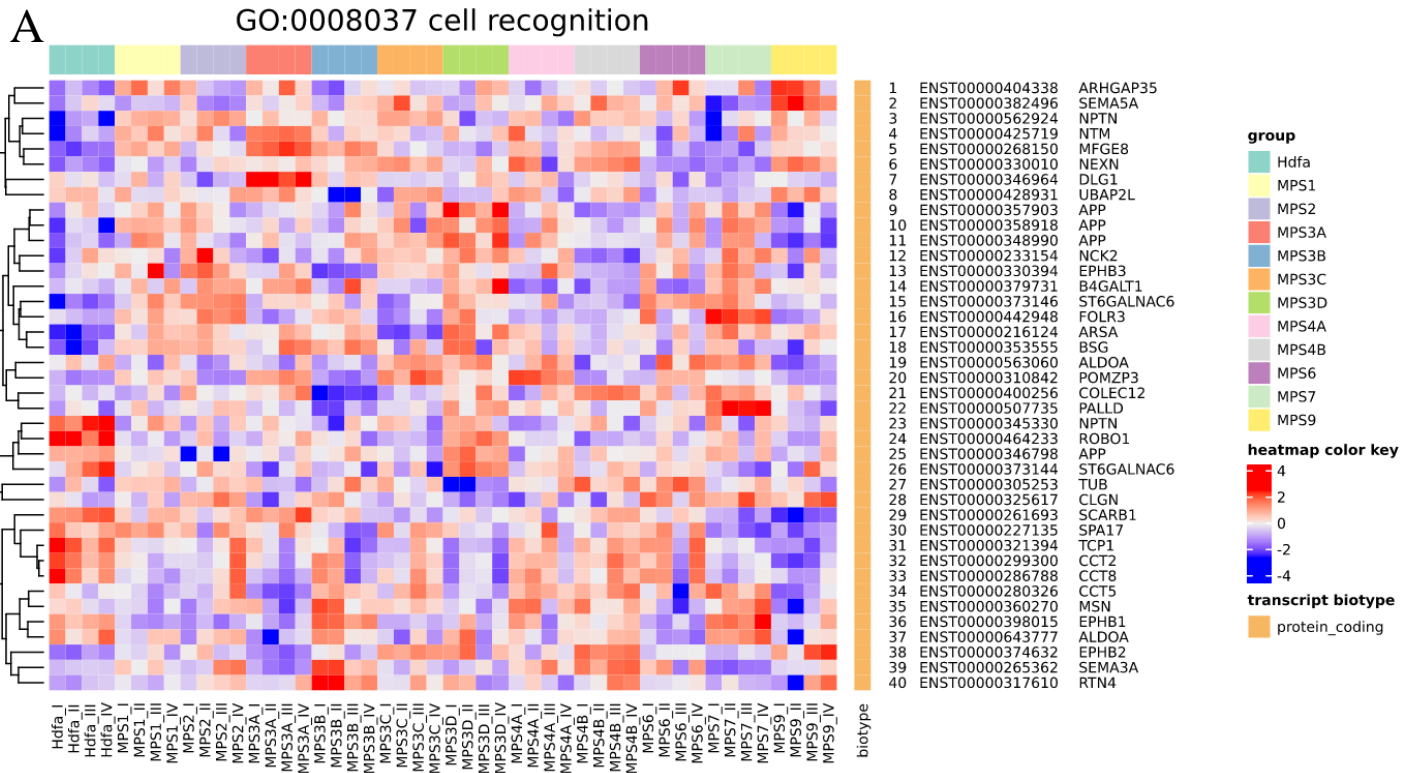 A
GO:0008037 cell recognition
1 ENST00000404338 ARHGAP35
2 ENST00000382496 SEMA5A
3 ENST00000562924 NPTN
4 ENST00000425719 NTM
5 ENST00000268150 MFGE8
6 ENST00000330010 NEXN
7 ENST00000346964 DLG1
8 ENST00000428931 UBAP2L
9 ENST00000357903 APP
10 ENST00000358918 APP
11 ENST00000348990 APP
12 ENST00000233154 NCK2
13 ENST00000330394 EPHB3
14 ENST00000379731 B4GALT1
15 ENST00000373146 ST6GALNAC6
16 ENST00000442948 FOLR3
17 ENST00000216124 ARSA
18 ENST00000353555 BSG
19 ENST00000563060 ALDOA
20 ENST00000310842 POMZP3
21 ENST00000400256 COLEC12
22 ENST00000507735 PALLD
23 ENST00000345330 NPTN
24 ENST00000464233 ROBO1
25 ENST00000346798 APP
26 ENST00000373144 ST6GALNAC6
27 ENST00000305253 TUB
28 ENST00000325617 CLGN
29 ENST00000261693 SCARB1
30 ENST00000227135 SPA17
31 ENST00000321394 TCP1
32 ENST00000299300 CCT2
33 ENST00000286788 CCT8
34 ENST00000280326 CCT5
35 ENST00000360270 MSN
36 ENST00000398015 EPHB1
37 ENST00000643777 ALDOA
38 ENST00000374632 EPHB2
39 ENST00000265362 SEMA3A
40 ENST00000317610 RTN4
group
Hdfa
MPS1
MPS2
MPS3A
MPS3B
MPS3C
MPS3D
MPS4A
MPS4B
MPS6
MPS7
MPS9
heatmap color key
4
2
0
-2
-4
transcript biotype
protein_coding
Hdfa_I
Hdfa_II
Hdfa_III
Hdfa_IV
MPS1_I
MPS1_II
MPS1_III
MPS1_IV
MPS2_I
MPS2_II
MPS2_III
MPS2_IV
MPS3A_I
MPS3A_II
MPS3A_III
MPS3A_IV
MPS3B_I
MPS3B_II
MPS3B_III
MPS3B_IV
MPS3C_I
MPS3C_II
MPS3C_III
MPS3C_IV
MPS3D_I
MPS3D_II
MPS3D_III
MPS3D_IV
MPS4A_I
MPS4A_II
MPS4A_III
MPS4A_IV
MPS4B_I
MPS4B_II
MPS4B_III
MPS4B_IV
MPS6_I
MPS6_II
MPS6_III
MPS6_IV
MPS7_I
MPS7_II
MPS7_III
MPS7_IV
MPS9_I
MPS9_II
MPS9_III
MPS9_IV
biotype